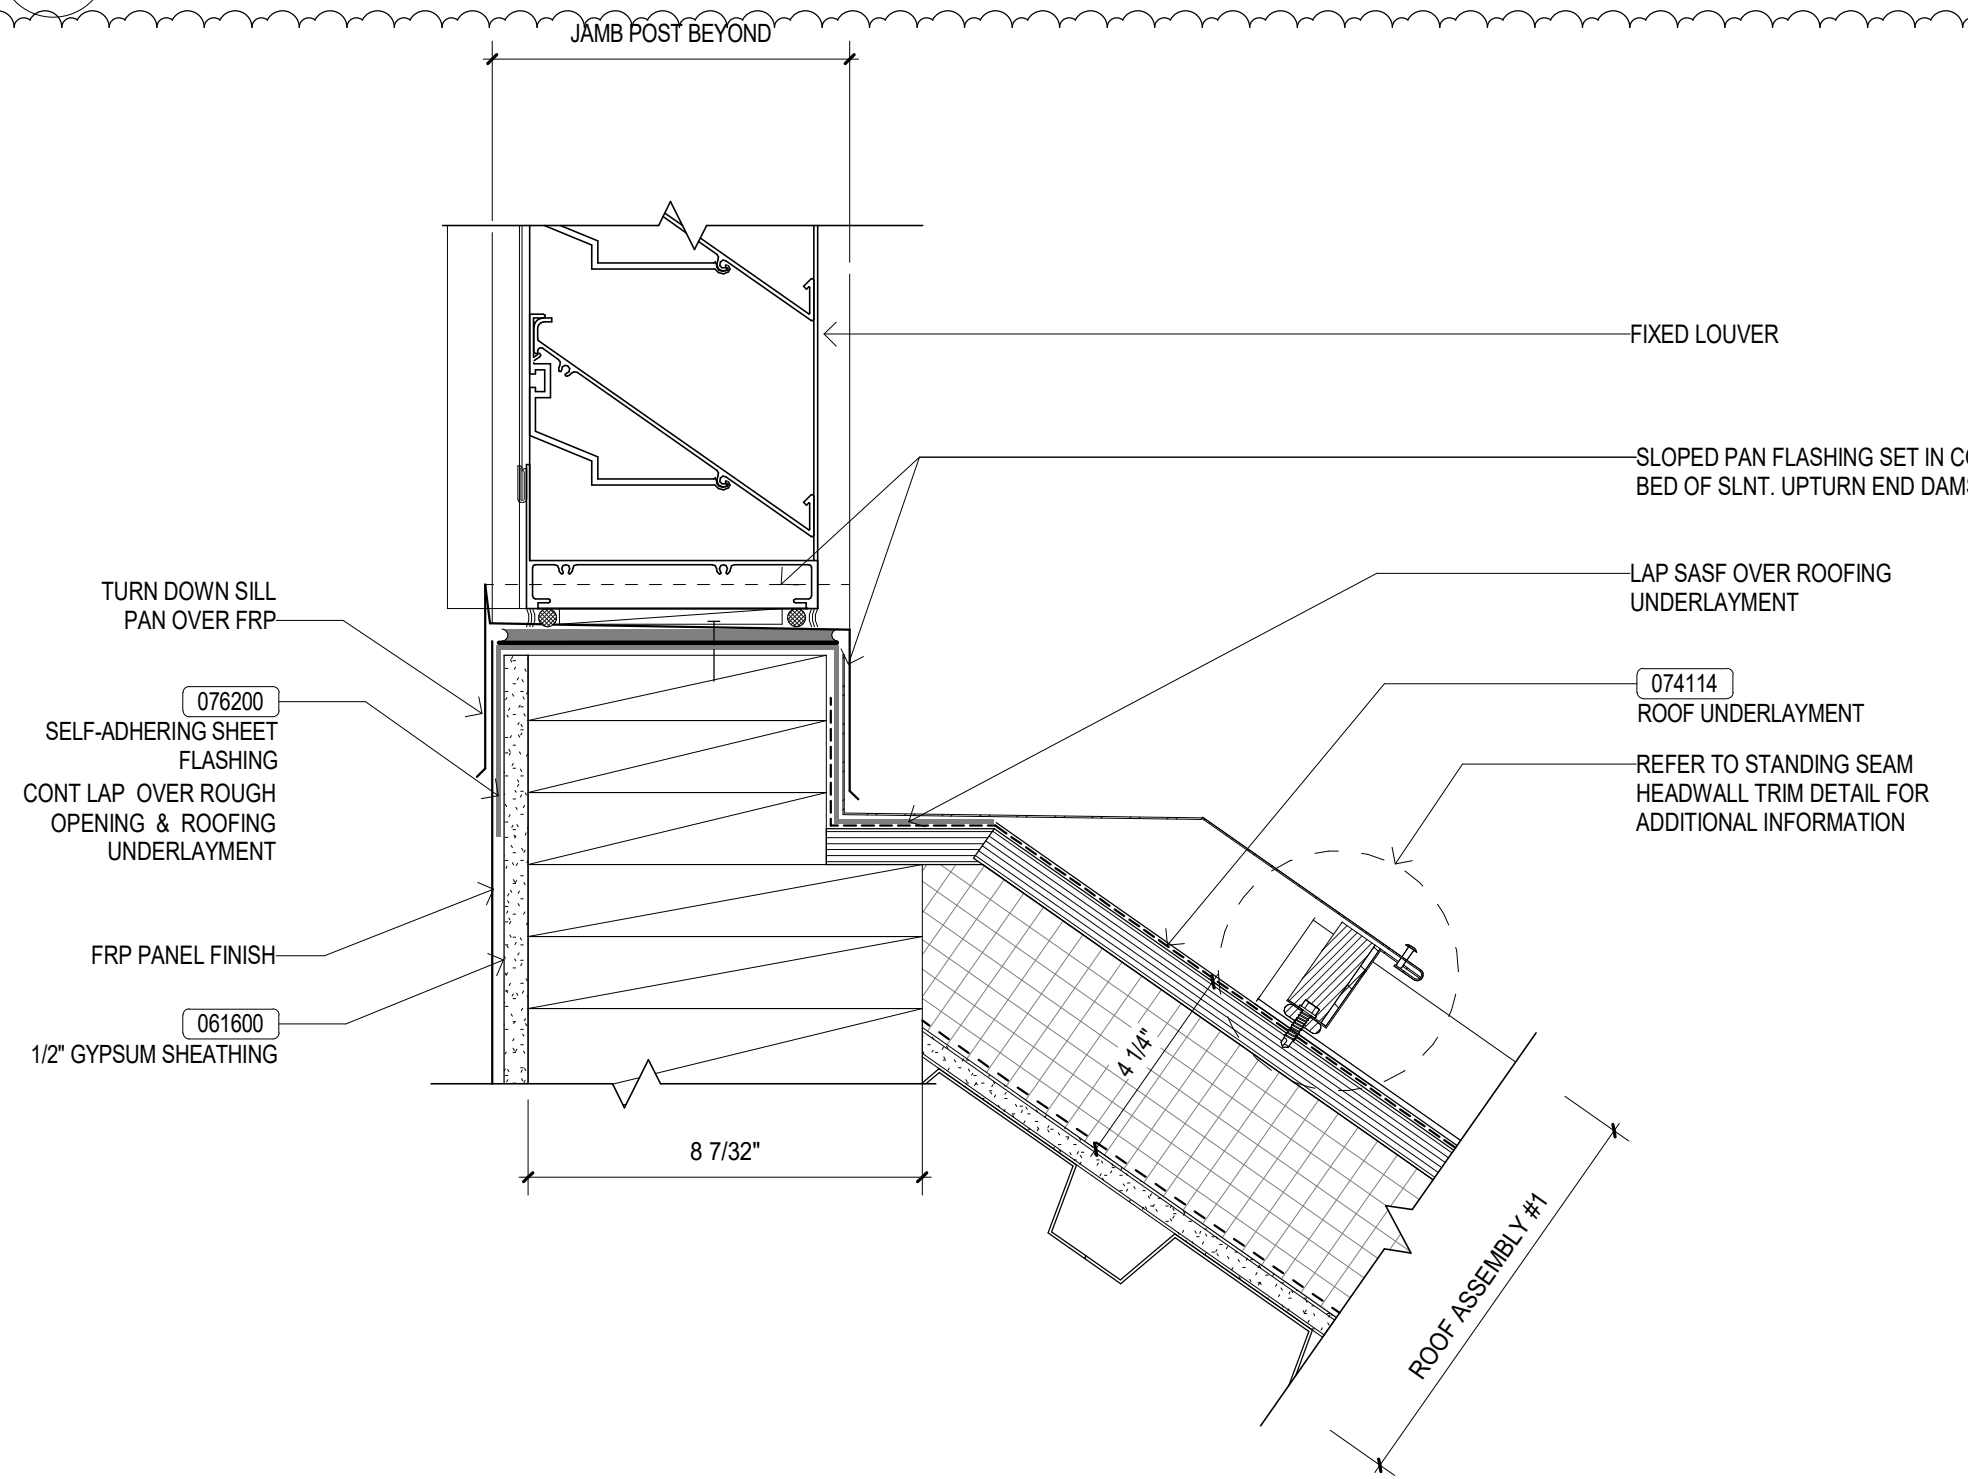 JAMB POST BEYOND
FIXED LOUVER
SLOPED PAN FLASHING SET IN
BED OF SLNT. UPTURN END
LAP SASF OVER ROOFING
UNDERLAYMENT
074114
ROOF UNDERLAYMENT
REFER TO STANDING SEAM
HEADWALL TRIM DETAIL FOR
ADDITIONAL INFORMATION
TURN DOWN SILL
PAN OVER FRP
076200
SELF-ADHERING SHEET
FLASHING
CONT LAP OVER ROUGH
OPENING & ROOFING
UNDERLAYMENT
FRP PANEL FINISH
061600
1/2" GYPSUM SHEATHING
8 7/32"
4 1/4"
ROOF ASSEMBLY #1